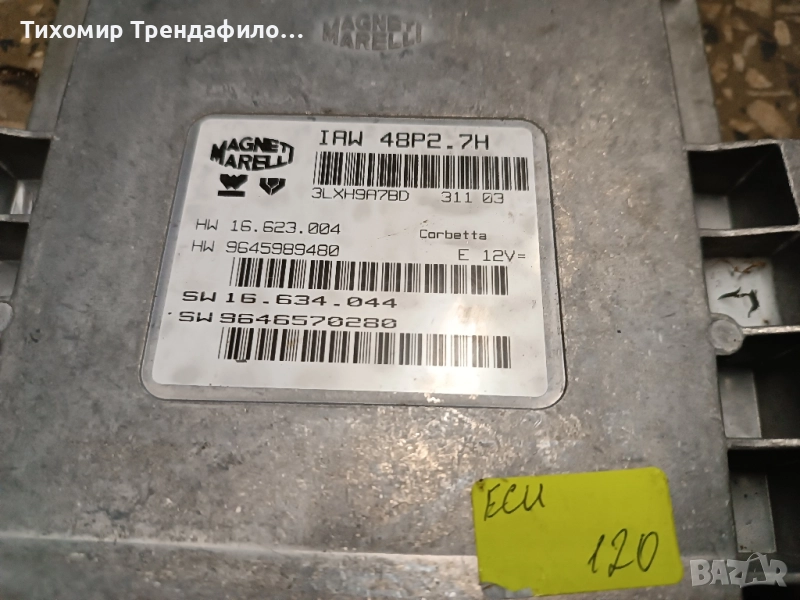 Тихомир Трендафило...
MAGNETI
MARELLI
MAGNETI
MARELLI
IAW 48P2.7H
3LXH9A7BD 311 03
HW 16.623.004 Corbetta
HW 9645989480 E 12V=
SW 16.634.044
SW 9646570280
ECU
120
BAZAR